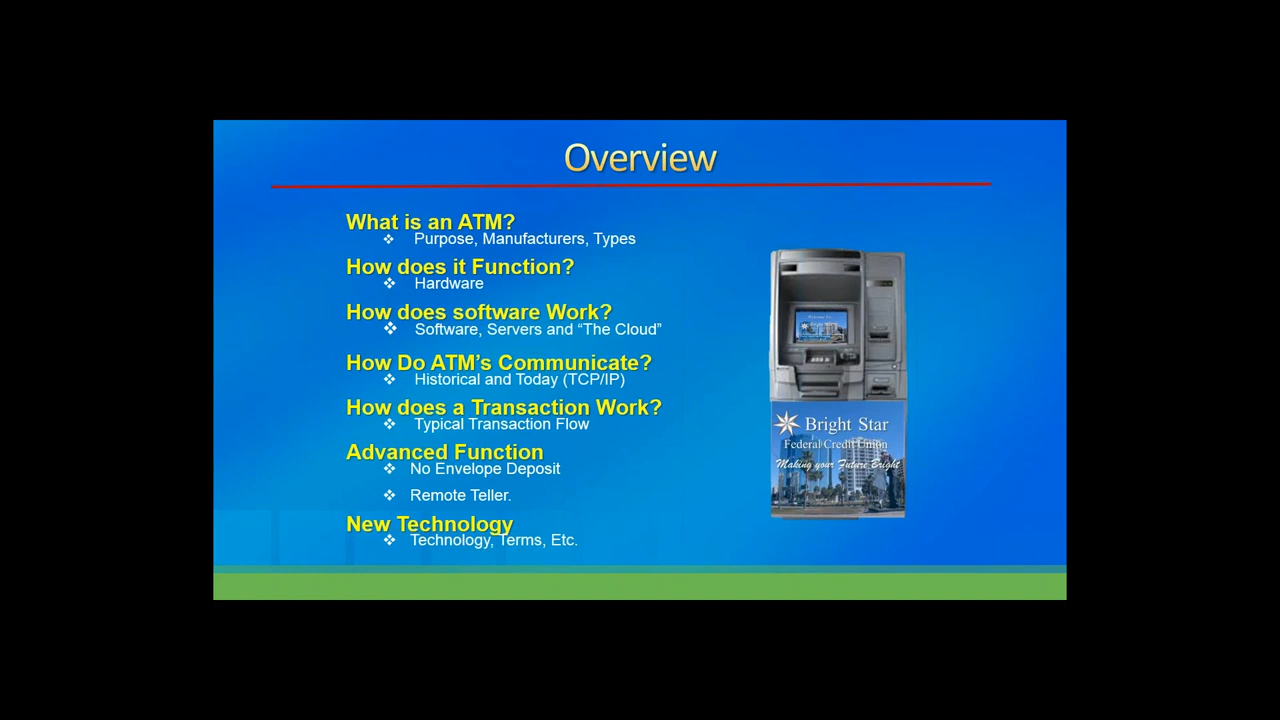 Overview
What is an ATM?
❖ Purpose, Manufacturers, Types
How does it Function?
❖ Hardware
How does software Work?
❖ Software, Servers and “The Cloud”
How Do ATM’s Communicate?
❖ Historical and Today (TCP/IP)
How does a Transaction Work?
❖ Typical Transaction Flow
Advanced Function
❖ No Envelope Deposit
❖ Remote Teller.
New Technology
❖ Technology, Terms, Etc.
Bright Star
Federal Credit Union
Making your Future Bright